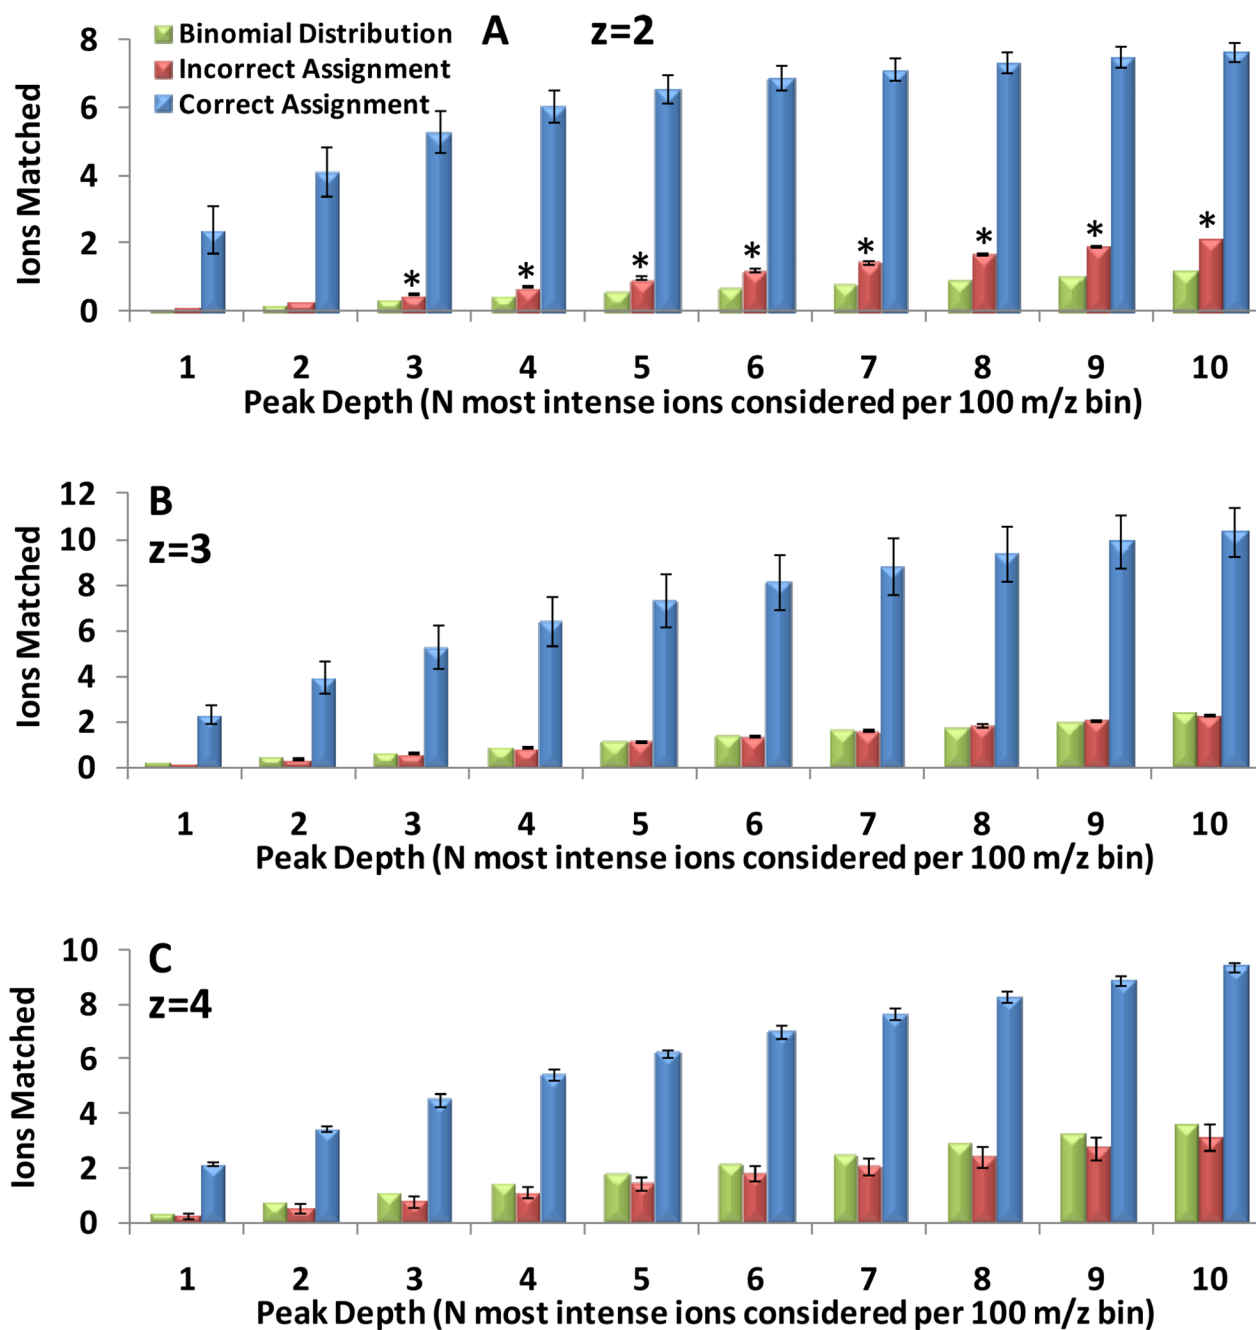 A z=2
Binomial Distribution
Incorrect Assignment
Correct Assignment
Ions Matched
8
6
4
2
0
* * * * * * * *
1 2 3 4 5 6 7 8 9 10
Peak Depth (N most intense ions considered per 100 m/z bin)
B
z=3
Ions Matched
12
10
8
6
4
2
0
1 2 3 4 5 6 7 8 9 10
Peak Depth (N most intense ions considered per 100 m/z bin)
C
z=4
Ions Matched
10
8
6
4
2
0
1 2 3 4 5 6 7 8 9 10
Peak Depth (N most intense ions considered per 100 m/z bin)